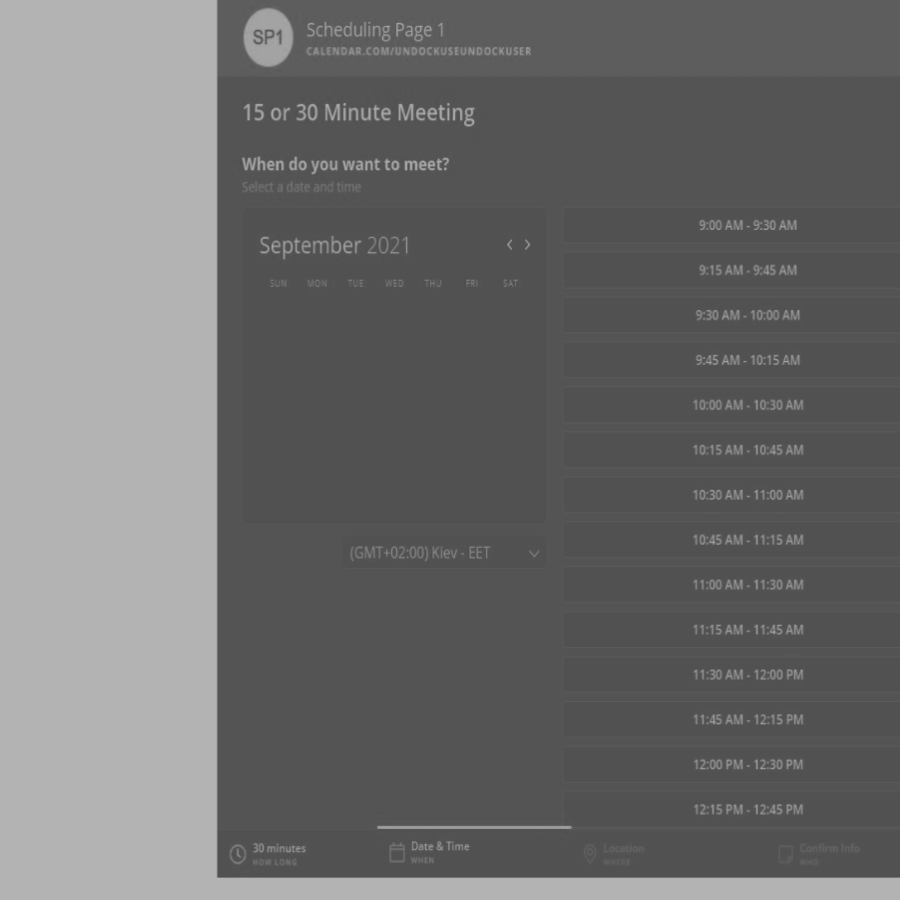 SP1
Scheduling Page 1
CALENDAR.COM/UNDOCKUSEUNDOCKUSER
15 or 30 Minute Meeting
When do you want to meet?
Select a date and time
September 2021
SUN MON TUE WED THU FRI SAT
(GMT+02:00) Kiev - EET
9:00 AM - 9:30 AM
9:15 AM - 9:45 AM
9:30 AM - 10:00 AM
9:45 AM - 10:15 AM
10:00 AM - 10:30 AM
10:15 AM - 10:45 AM
10:30 AM - 11:00 AM
10:45 AM - 11:15 AM
11:00 AM - 11:30 AM
11:15 AM - 11:45 AM
11:30 AM - 12:00 PM
11:45 AM - 12:15 PM
12:00 PM - 12:30 PM
12:15 PM - 12:45 PM
30 minutes
HOW LONG
Date & Time
WHEN
Location
WHERE
Confirm Info
WHO